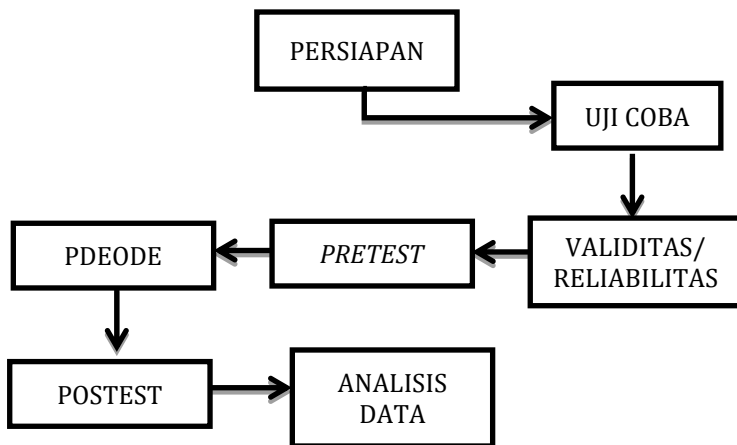 PERSIAPAN
UJI COBA
VALIDITAS/
RELIABILITAS
PRETEST
PDEODE
POSTEST
ANALISIS
DATA